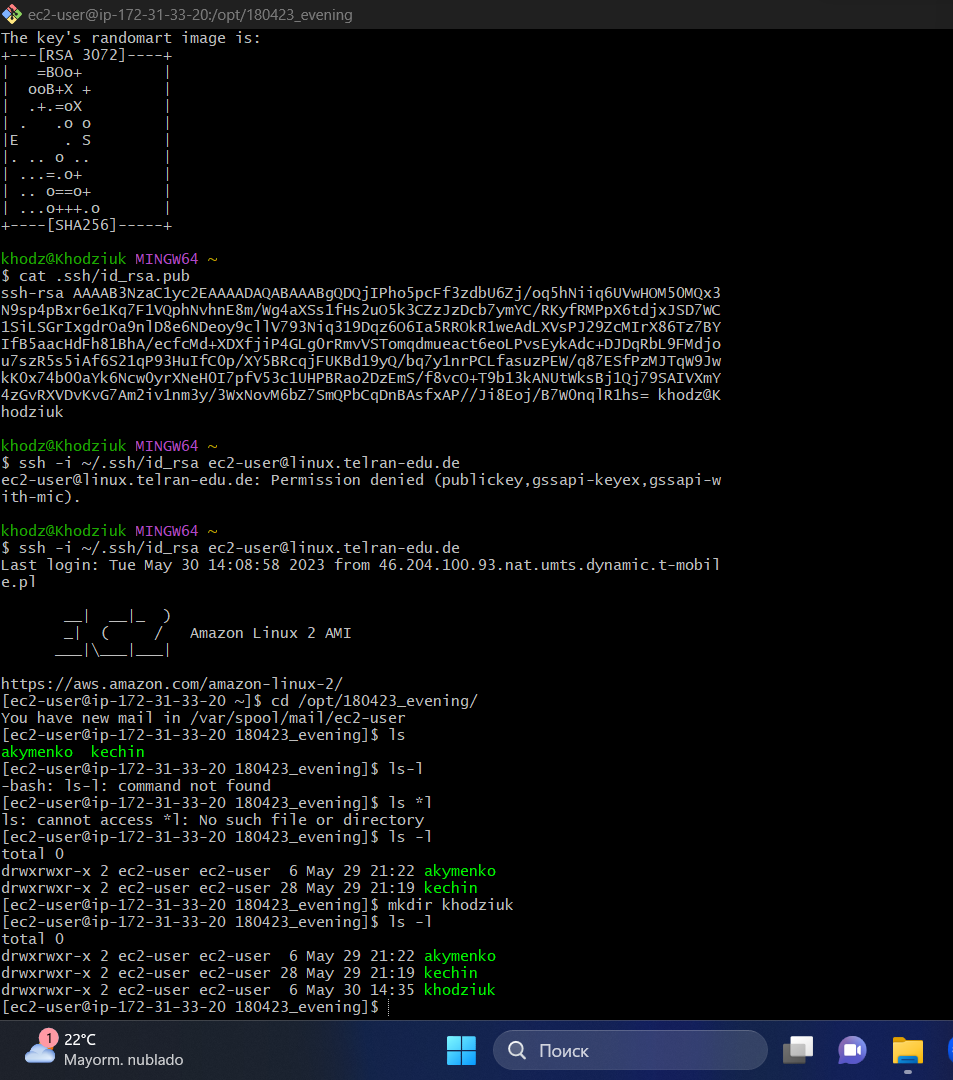 ec2-user@ip-172-31-33-20:/opt/180423_evening
The key's randomart image is:
+---[RSA 3072]----+
|   =BOo+         |
|  ooB+X +        |
|  .+.=oX         |
| .   .o o        |
|E     . S        |
|. .. o ..        |
| ...=.o+         |
| .. o==o+        |
| ...o+++.o       |
+----[SHA256]-----+
khodz@Khodziuk MINGW64 ~
$ cat .ssh/id_rsa.pub
ssh-rsa AAAAB3NzaC1yc2EAAAADAQABAAABgQDQjIPho5pcFf3zdbU6Zj/oq5hNiiq6UVwHOM5OMQx3
N9sp4pBxr6e1Kq7F1VQphNvhnE8m/Wg4aXSs1fHs2uO5k3CZzJzDcb7ymYC/RKyfRMPpX6tdjxJSD7WC
1SiLSGrIxgdrOa9nlD8e6NDeoy9cllV793Niq319Dqz6O6Ia5RROkR1weAdLXVsPJ29ZcMIrX86Tz7BY
IfB5aacHdFh81BhA/ecfcMd+XDXfjiP4GLgOrRmvVSTomqdmueact6eoLPvsEykAdc+DJDqRbL9FMdjo
u7szR5s5iAf6S21qP93HuIfCOp/XY5BRcqjFUKBd19yQ/bq7y1nrPCLfasuzPEW/q87ESfPzMJTqW9Jw
kKOx74bOOaYk6NcwOyrXNeHOI7pfV53c1UHPBRao2DzEmS/f8vcO+T9b13kANUtWksBj1Qj79SAIVXmY
4zGvRXVDvKvG7Am2iv1nm3y/3WxNovM6bZ7SmQPbCqDnBAsfxAP//Ji8Eoj/B7WOnqlR1hs= khodz@K
hodziuk
khodz@Khodziuk MINGW64 ~
$ ssh -i ~/.ssh/id_rsa ec2-user@linux.telran-edu.de
ec2-user@linux.telran-edu.de: Permission denied (publickey,gssapi-keyex,gssapi-w
ith-mic).
khodz@Khodziuk MINGW64 ~
$ ssh -i ~/.ssh/id_rsa ec2-user@linux.telran-edu.de
Last login: Tue May 30 14:08:58 2023 from 46.204.100.93.nat.umts.dynamic.t-mobil
e.pl
       __|  __|_  )
       _|  (     /   Amazon Linux 2 AMI
      ___|\___|___|
https://aws.amazon.com/amazon-linux-2/
[ec2-user@ip-172-31-33-20 ~]$ cd /opt/180423_evening/
You have new mail in /var/spool/mail/ec2-user
[ec2-user@ip-172-31-33-20 180423_evening]$ ls
akymenko  kechin
[ec2-user@ip-172-31-33-20 180423_evening]$ ls-l
-bash: ls-l: command not found
[ec2-user@ip-172-31-33-20 180423_evening]$ ls *l
ls: cannot access *l: No such file or directory
[ec2-user@ip-172-31-33-20 180423_evening]$ ls -l
total 0
drwxrwxr-x 2 ec2-user ec2-user  6 May 29 21:22 akymenko
drwxrwxr-x 2 ec2-user ec2-user 28 May 29 21:19 kechin
[ec2-user@ip-172-31-33-20 180423_evening]$ mkdir khodziuk
[ec2-user@ip-172-31-33-20 180423_evening]$ ls -l
total 0
drwxrwxr-x 2 ec2-user ec2-user  6 May 29 21:22 akymenko
drwxrwxr-x 2 ec2-user ec2-user 28 May 29 21:19 kechin
drwxrwxr-x 2 ec2-user ec2-user  6 May 30 14:35 khodziuk
[ec2-user@ip-172-31-33-20 180423_evening]$
1
22°C
Mayorm. nublado
Поиск